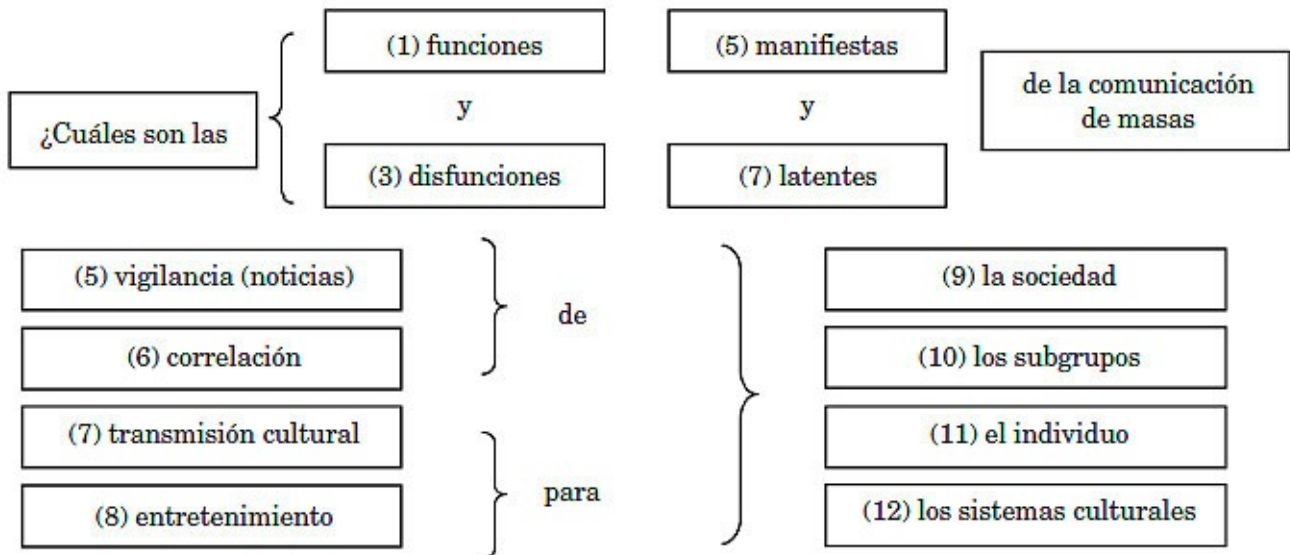 (1) funciones
(5) manifiestas
¿Cuáles son las
y
y
de la comunicación
de masas
(3) disfunciones
(7) latentes
(5) vigilancia (noticias)
(6) correlación
de
(7) transmisión cultural
(8) entretenimiento
para
(9) la sociedad
(10) los subgrupos
(11) el individuo
(12) los sistemas culturales